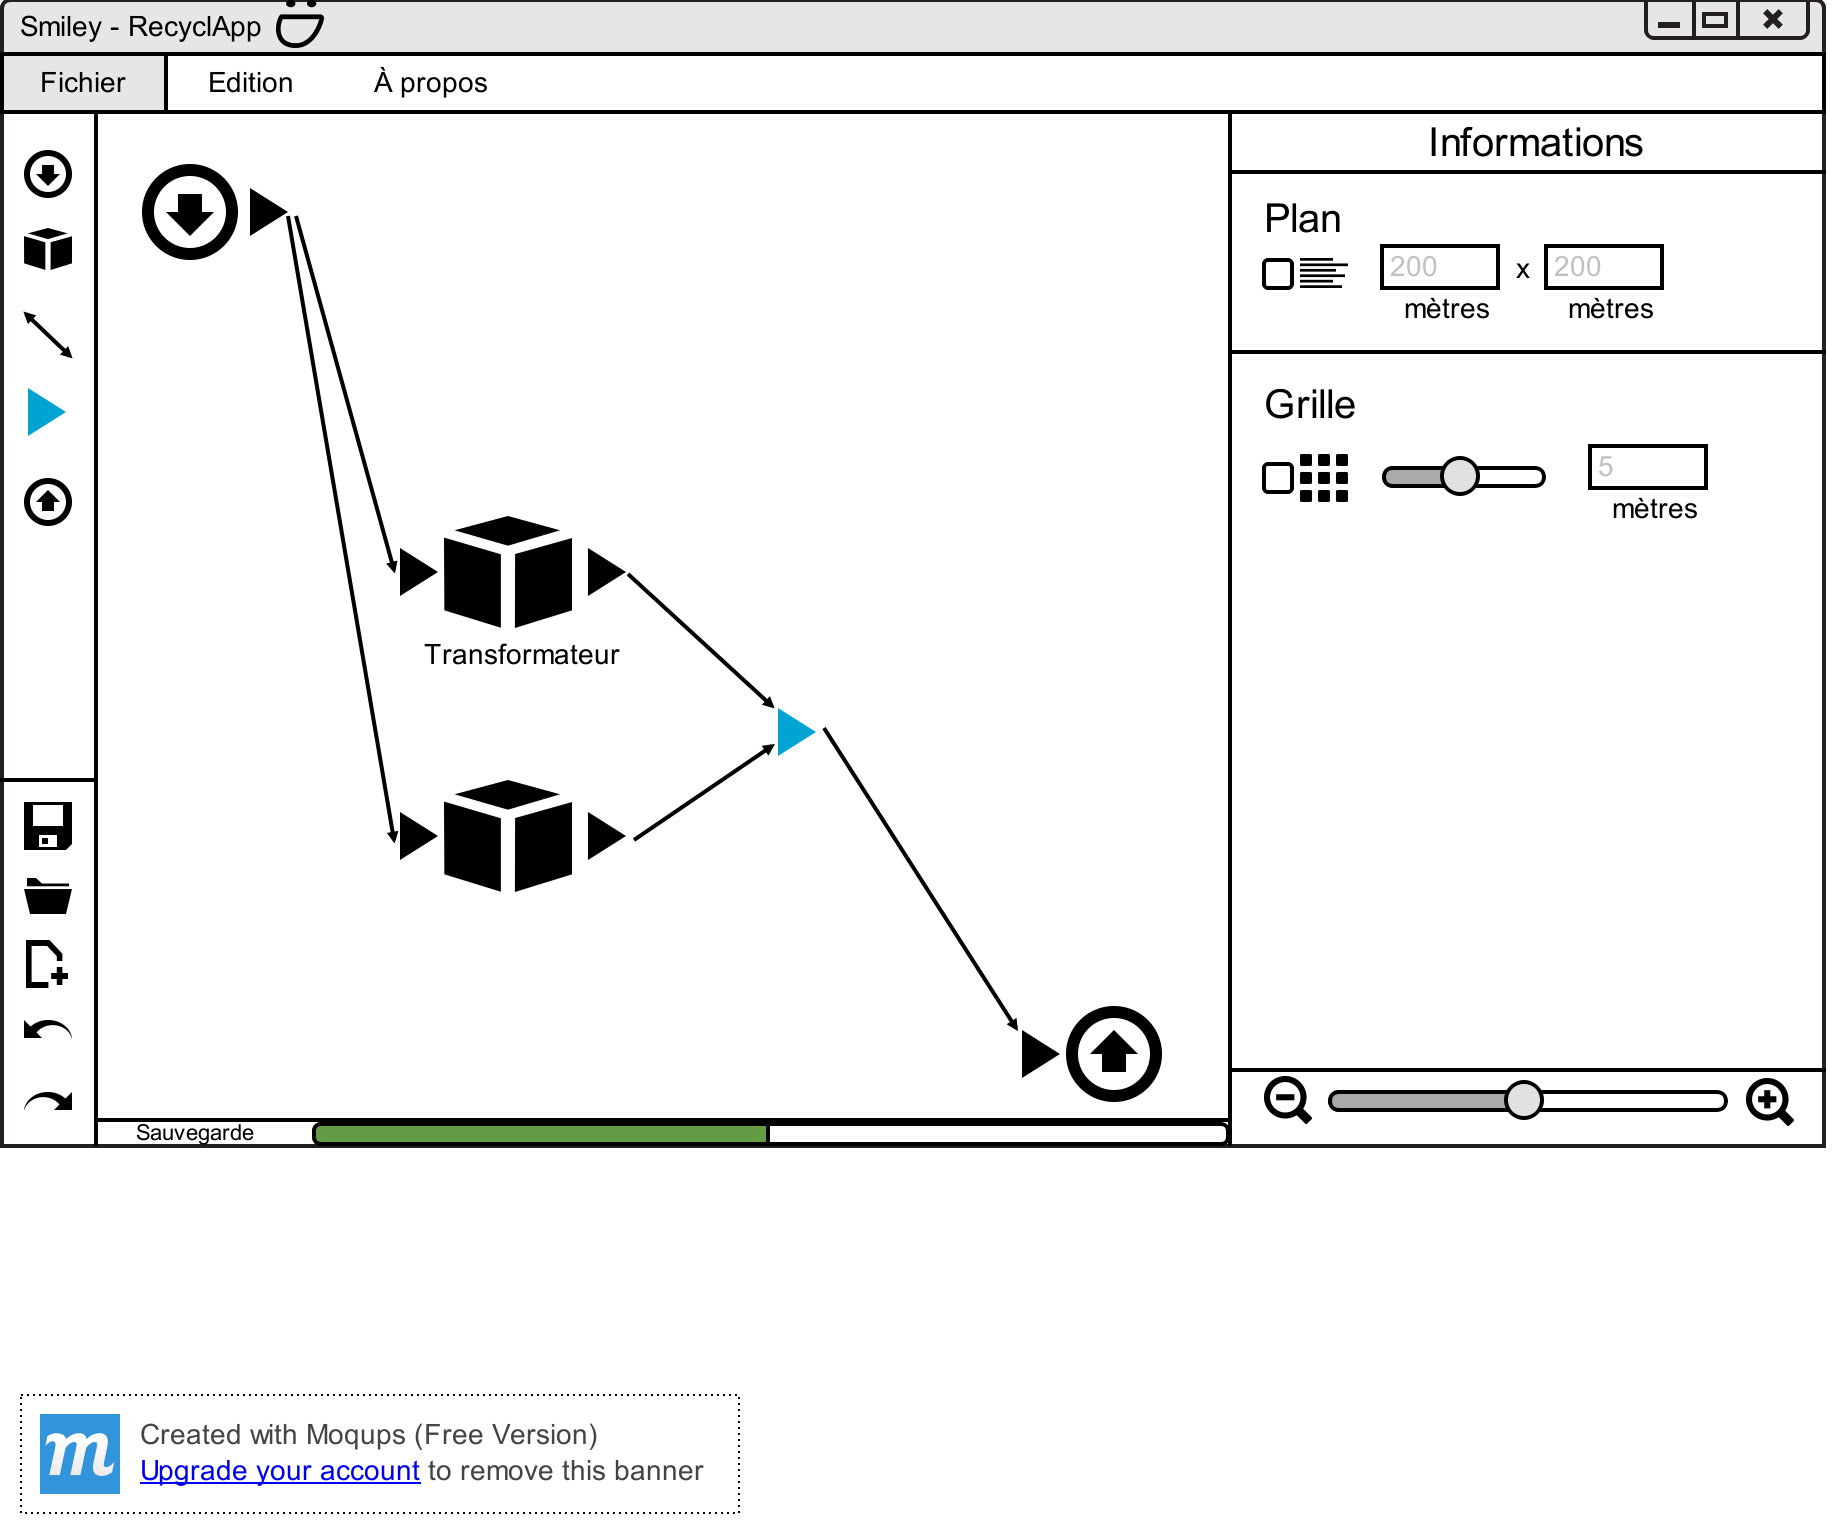 Smiley - RecyclApp
Fichier
Edition
À propos
Informations
Plan
200
x
200
mètres
mètres
Grille
5
mètres
Transformateur
Sauvegarde
m
Created with Moqups (Free Version)
Upgrade your account to remove this banner